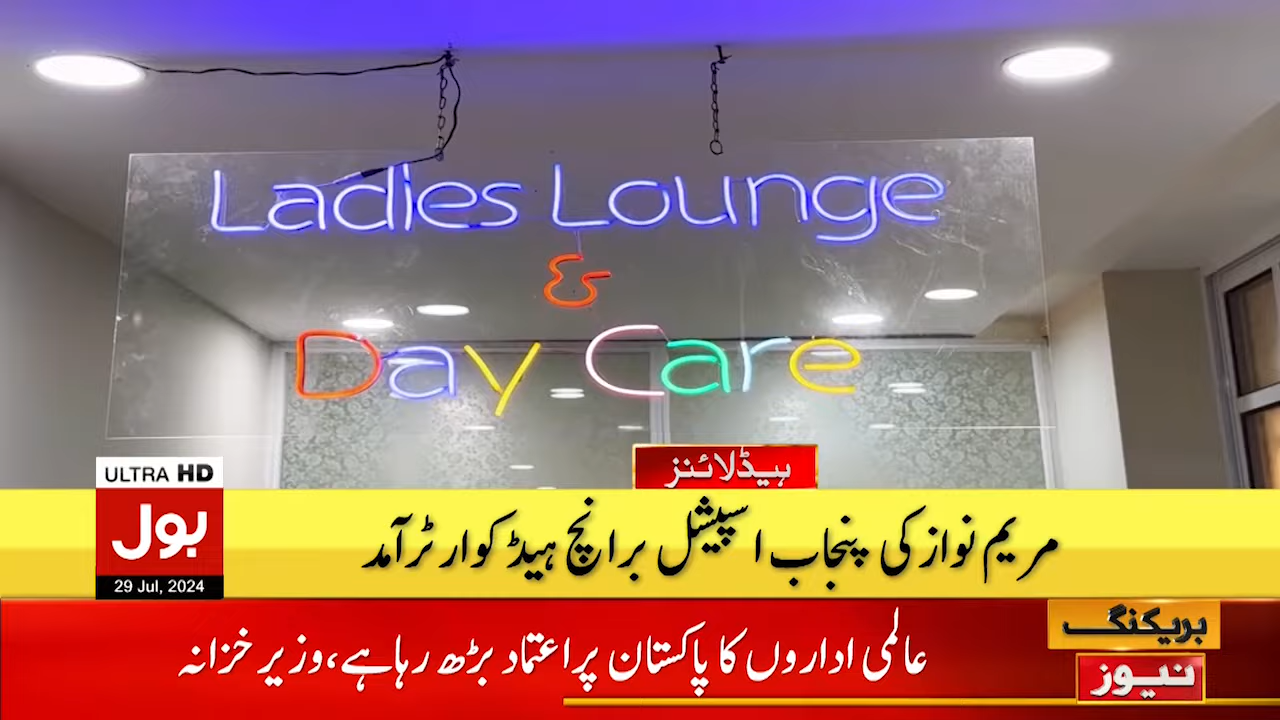 Ladies Lounge
&
Day Care
ہیڈلائنز
ULTRA HD
بول
29 Jul, 2024
مریم نواز کی پنجاب اسپیشل برانچ ہیڈ کوارٹر آمد
بریکنگ
نیوز
عالمی اداروں کا پاکستان پر اعتماد بڑھ رہا ہے، وزیر خزانہ